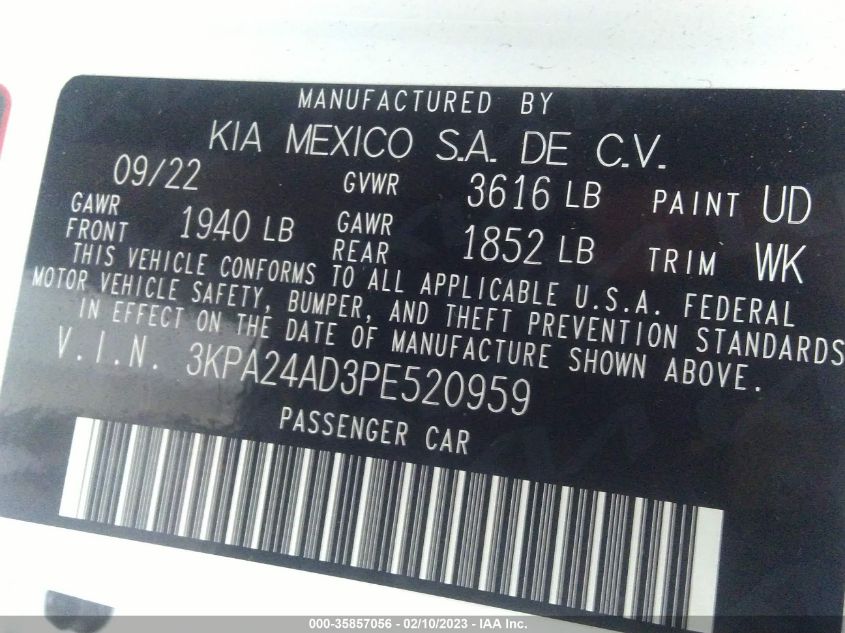 MANUFACTURED BY
KIA MEXICO S.A. DE C.V.
09/22 GVWR 3616 LB PAINT UD
GAWR FRONT 1940 LB GAWR REAR 1852 LB TRIM WK
THIS VEHICLE CONFORMS TO ALL APPLICABLE U.S.A. FEDERAL
MOTOR VEHICLE SAFETY, BUMPER, AND THEFT PREVENTION STANDARDS
IN EFFECT ON THE DATE OF MANUFACTURE SHOWN ABOVE.
V.I.N. 3KPA24AD3PE520959
PASSENGER CAR
000-35857056 - 02/10/2023 - IAA, Inc.